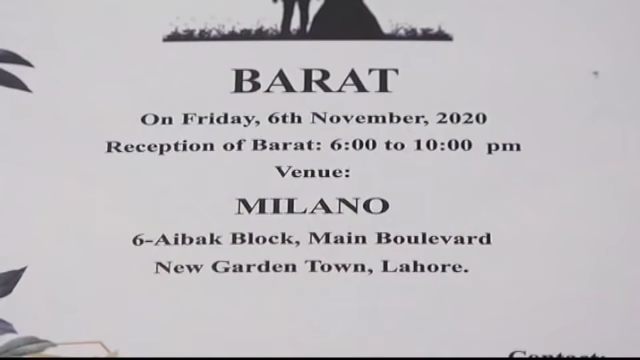 BARAT
On Friday, 6th November, 2020
Reception of Barat: 6:00 to 10:00 pm
Venue:
MILANO
6-Aibak Block, Main Boulevard
New Garden Town, Lahore.
Contact: